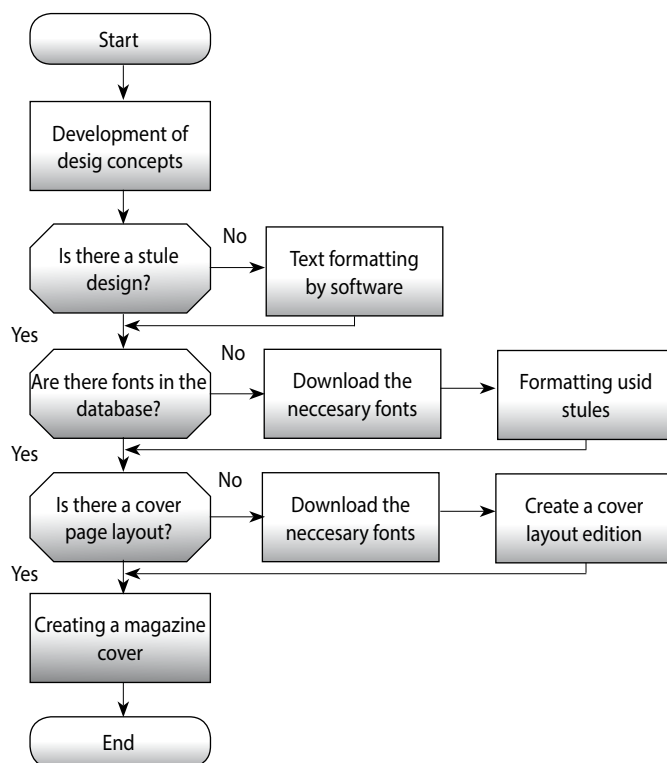 Start
Development of
desig concepts
Is there a stule
design?
No
Text formatting
by software
Yes
Are there fonts in the
database?
No
Download the
neccesary fonts
Formatting usid
stules
Yes
Is there a cover
page layout?
No
Download the
neccesary fonts
Create a cover
layout edition
Yes
Creating a magazine
cover
End